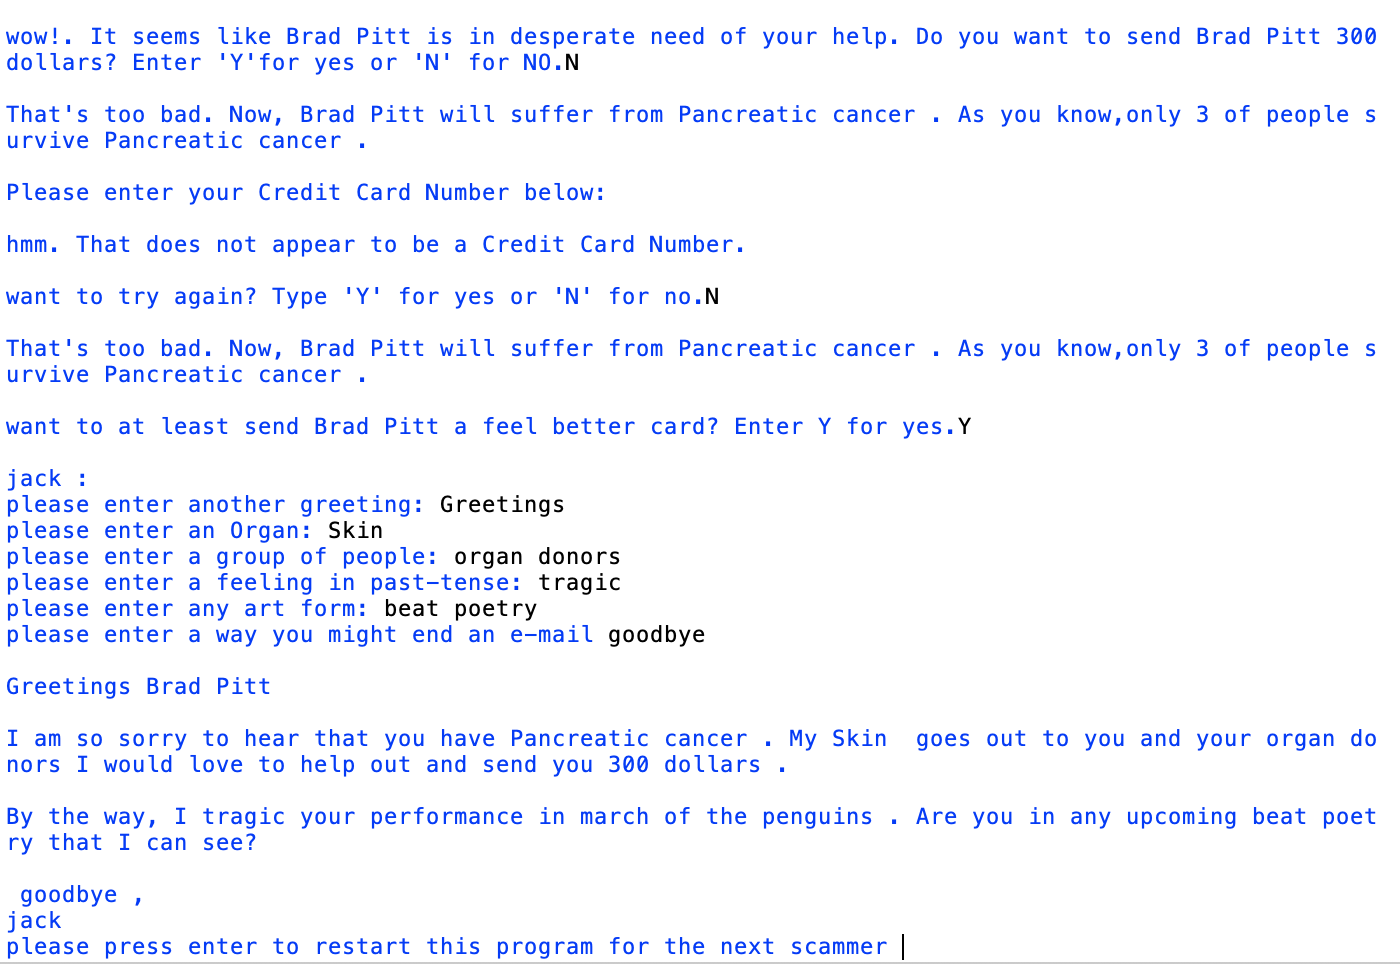 wow!. It seems like Brad Pitt is in desperate need of your help. Do you want to send Brad Pitt 300
dollars? Enter 'Y'for yes or 'N' for NO.N
That's too bad. Now, Brad Pitt will suffer from Pancreatic cancer . As you know,only 3 of people s
urvive Pancreatic cancer .
Please enter your Credit Card Number below:
hmm. That does not appear to be a Credit Card Number.
want to try again? Type 'Y' for yes or 'N' for no.N
That's too bad. Now, Brad Pitt will suffer from Pancreatic cancer . As you know,only 3 of people s
urvive Pancreatic cancer .
want to at least send Brad Pitt a feel better card? Enter Y for yes.Y
jack :
please enter another greeting: Greetings
please enter an Organ: Skin
please enter a group of people: organ donors
please enter a feeling in past-tense: tragic
please enter any art form: beat poetry
please enter a way you might end an e-mail goodbye
Greetings Brad Pitt
I am so sorry to hear that you have Pancreatic cancer . My Skin  goes out to you and your organ do
nors I would love to help out and send you 300 dollars .
By the way, I tragic your performance in march of the penguins . Are you in any upcoming beat poet
ry that I can see?
 goodbye ,
jack
please press enter to restart this program for the next scammer